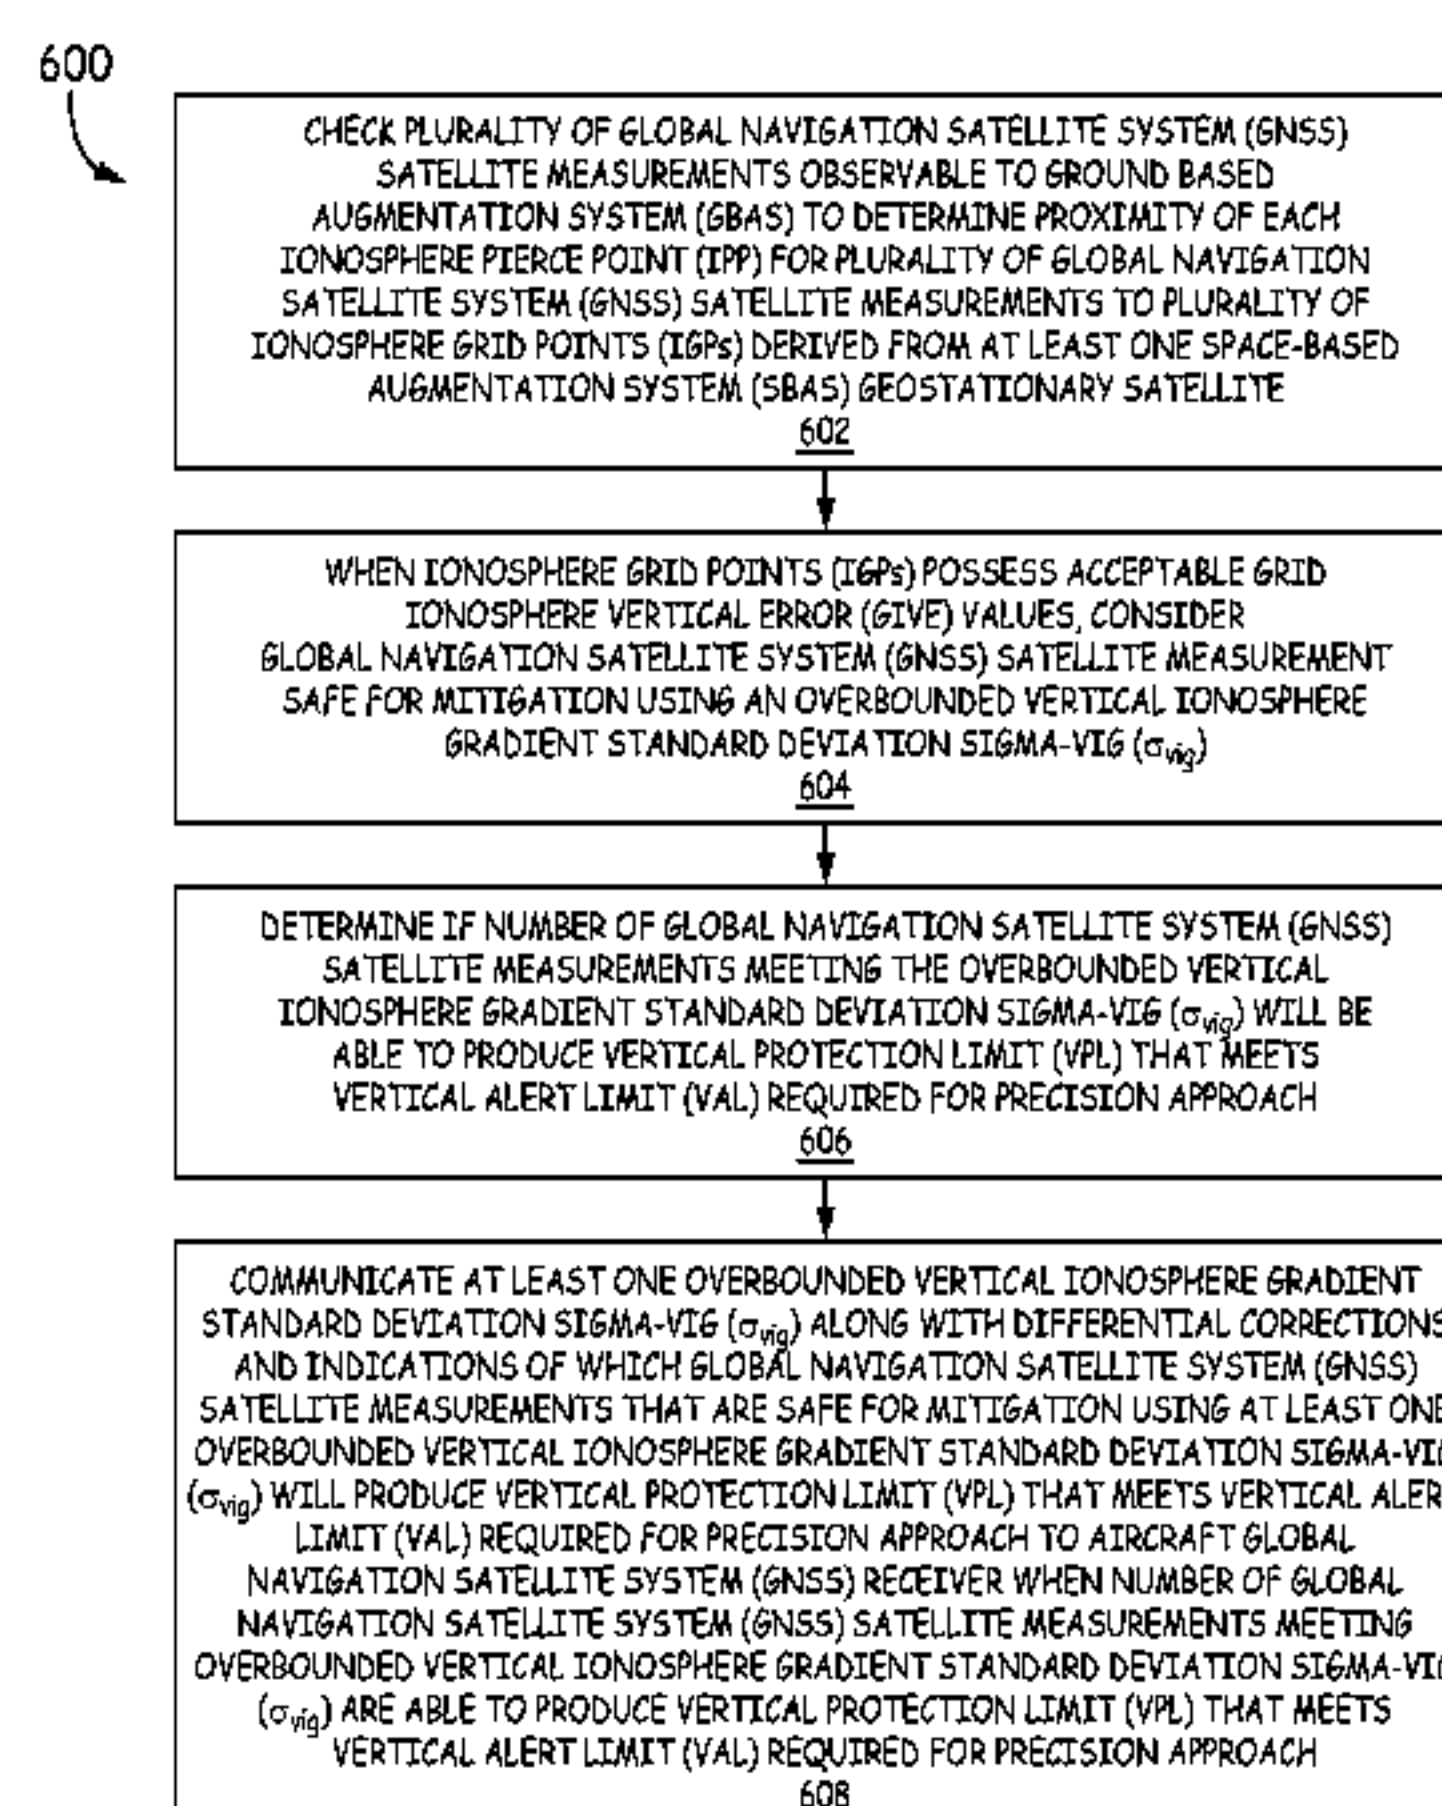 600
CHECK PLURALITY OF GLOBAL NAVIGATION SATELLITE SYSTEM (GNSS)
SATELLITE MEASUREMENTS OBSERVABLE TO GROUND BASED
AUGMENTATION SYSTEM (GBAS) TO DETERMINE PROXIMITY OF EACH
IONOSPHERE PIERCE POINT (IPP) FOR PLURALITY OF GLOBAL NAVIGATION
SATELLITE SYSTEM (GNSS) SATELLITE MEASUREMENTS TO PLURALITY OF
IONOSPHERE GRID POINTS (IGPs) DERIVED FROM AT LEAST ONE SPACE-BASED
AUGMENTATION SYSTEM (SBAS) GEOSTATIONARY SATELLITE
602
WHEN IONOSPHERE GRID POINTS (IGPs) POSSESS ACCEPTABLE GRID
IONOSPHERE VERTICAL ERROR (GIVE) VALUES, CONSIDER
GLOBAL NAVIGATION SATELLITE SYSTEM (GNSS) SATELLITE MEASUREMENT
SAFE FOR MITIGATION USING AN OVERBOUNDED VERTICAL IONOSPHERE
GRADIENT STANDARD DEVIATION SIGMA-VIG (σvig)
604
DETERMINE IF NUMBER OF GLOBAL NAVIGATION SATELLITE SYSTEM (GNSS)
SATELLITE MEASUREMENTS MEETING THE OVERBOUNDED VERTICAL
IONOSPHERE GRADIENT STANDARD DEVIATION SIGMA-VIG (σvig) WILL BE
ABLE TO PRODUCE VERTICAL PROTECTION LIMIT (VPL) THAT MEETS
VERTICAL ALERT LIMIT (VAL) REQUIRED FOR PRECISION APPROACH
606
COMMUNICATE AT LEAST ONE OVERBOUNDED VERTICAL IONOSPHERE GRADIENT
STANDARD DEVIATION SIGMA-VIG (σvig) ALONG WITH DIFFERENTIAL CORRECTIONS
AND INDICATIONS OF WHICH GLOBAL NAVIGATION SATELLITE SYSTEM (GNSS)
SATELLITE MEASUREMENTS THAT ARE SAFE FOR MITIGATION USING AT LEAST ONE
OVERBOUNDED VERTICAL IONOSPHERE GRADIENT STANDARD DEVIATION SIGMA-VIG
(σvig) WILL PRODUCE VERTICAL PROTECTION LIMIT (VPL) THAT MEETS VERTICAL ALER
LIMIT (VAL) REQUIRED FOR PRECISION APPROACH TO AIRCRAFT GLOBAL
NAVIGATION SATELLITE SYSTEM (GNSS) RECEIVER WHEN NUMBER OF GLOBAL
NAVIGATION SATELLITE SYSTEM (GNSS) SATELLITE MEASUREMENTS MEETING
OVERBOUNDED VERTICAL IONOSPHERE GRADIENT STANDARD DEVIATION SIGMA-VIG
(σvig) ARE ABLE TO PRODUCE VERTICAL PROTECTION LIMIT (VPL) THAT MEETS
VERTICAL ALERT LIMIT (VAL) REQUIRED FOR PRECISION APPROACH
608